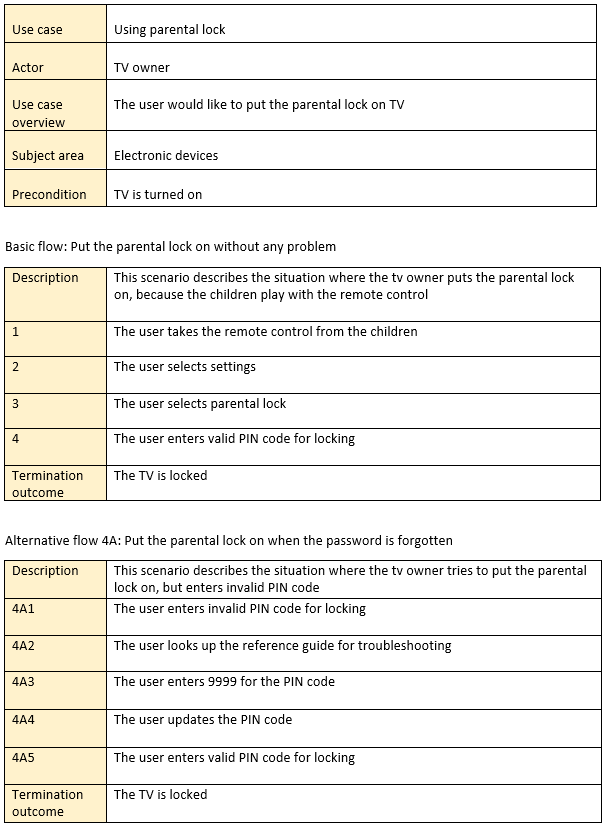 Use case
Using parental lock
Actor
TV owner
Use case
overview
The user would like to put the parental lock on TV
Subject area
Electronic devices
Precondition
TV is turned on
Basic flow: Put the parental lock on without any problem
Description
This scenario describes the situation where the tv owner puts the parental lock
on, because the children play with the remote control
1
The user takes the remote control from the children
2
The user selects settings
3
The user selects parental lock
4
The user enters valid PIN code for locking
Termination
outcome
The TV is locked
Alternative flow 4A: Put the parental lock on when the password is forgotten
Description
This scenario describes the situation where the tv owner tries to put the parental
lock on, but enters invalid PIN code
4A1
The user enters invalid PIN code for locking
4A2
The user looks up the reference guide for troubleshooting
4A3
The user enters 9999 for the PIN code
4A4
The user updates the PIN code
4A5
The user enters valid PIN code for locking
Termination
outcome
The TV is locked